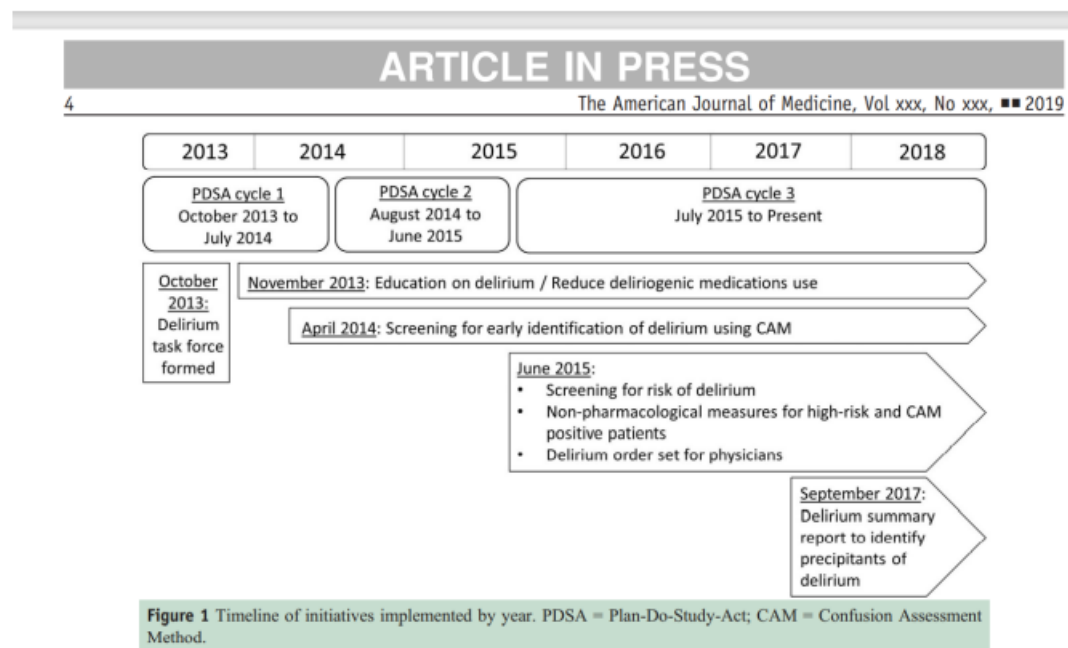 ARTICLE IN PRESS
4
The American Journal of Medicine, Vol xxx, No xxx, ■■ 2019
2013 2014 2015 2016 2017 2018
PDSA cycle 1
October 2013 to
July 2014
PDSA cycle 2
August 2014 to
June 2015
PDSA cycle 3
July 2015 to Present
October
2013:
Delirium
task force
formed
November 2013: Education on delirium / Reduce deliriogenic medications use
April 2014: Screening for early identification of delirium using CAM
June 2015:
• Screening for risk of delirium
• Non-pharmacological measures for high-risk and CAM
positive patients
• Delirium order set for physicians
September 2017:
Delirium summary
report to identify
precipitants of
delirium
Figure 1 Timeline of initiatives implemented by year. PDSA = Plan-Do-Study-Act; CAM = Confusion Assessment
Method.